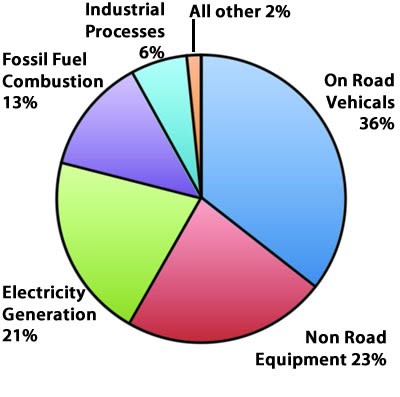 Industrial
Processes
6%
All other 2%
Fossil Fuel
Combustion
13%
On Road
Vehicals
36%
Electricity
Generation
21%
Non Road
Equipment 23%